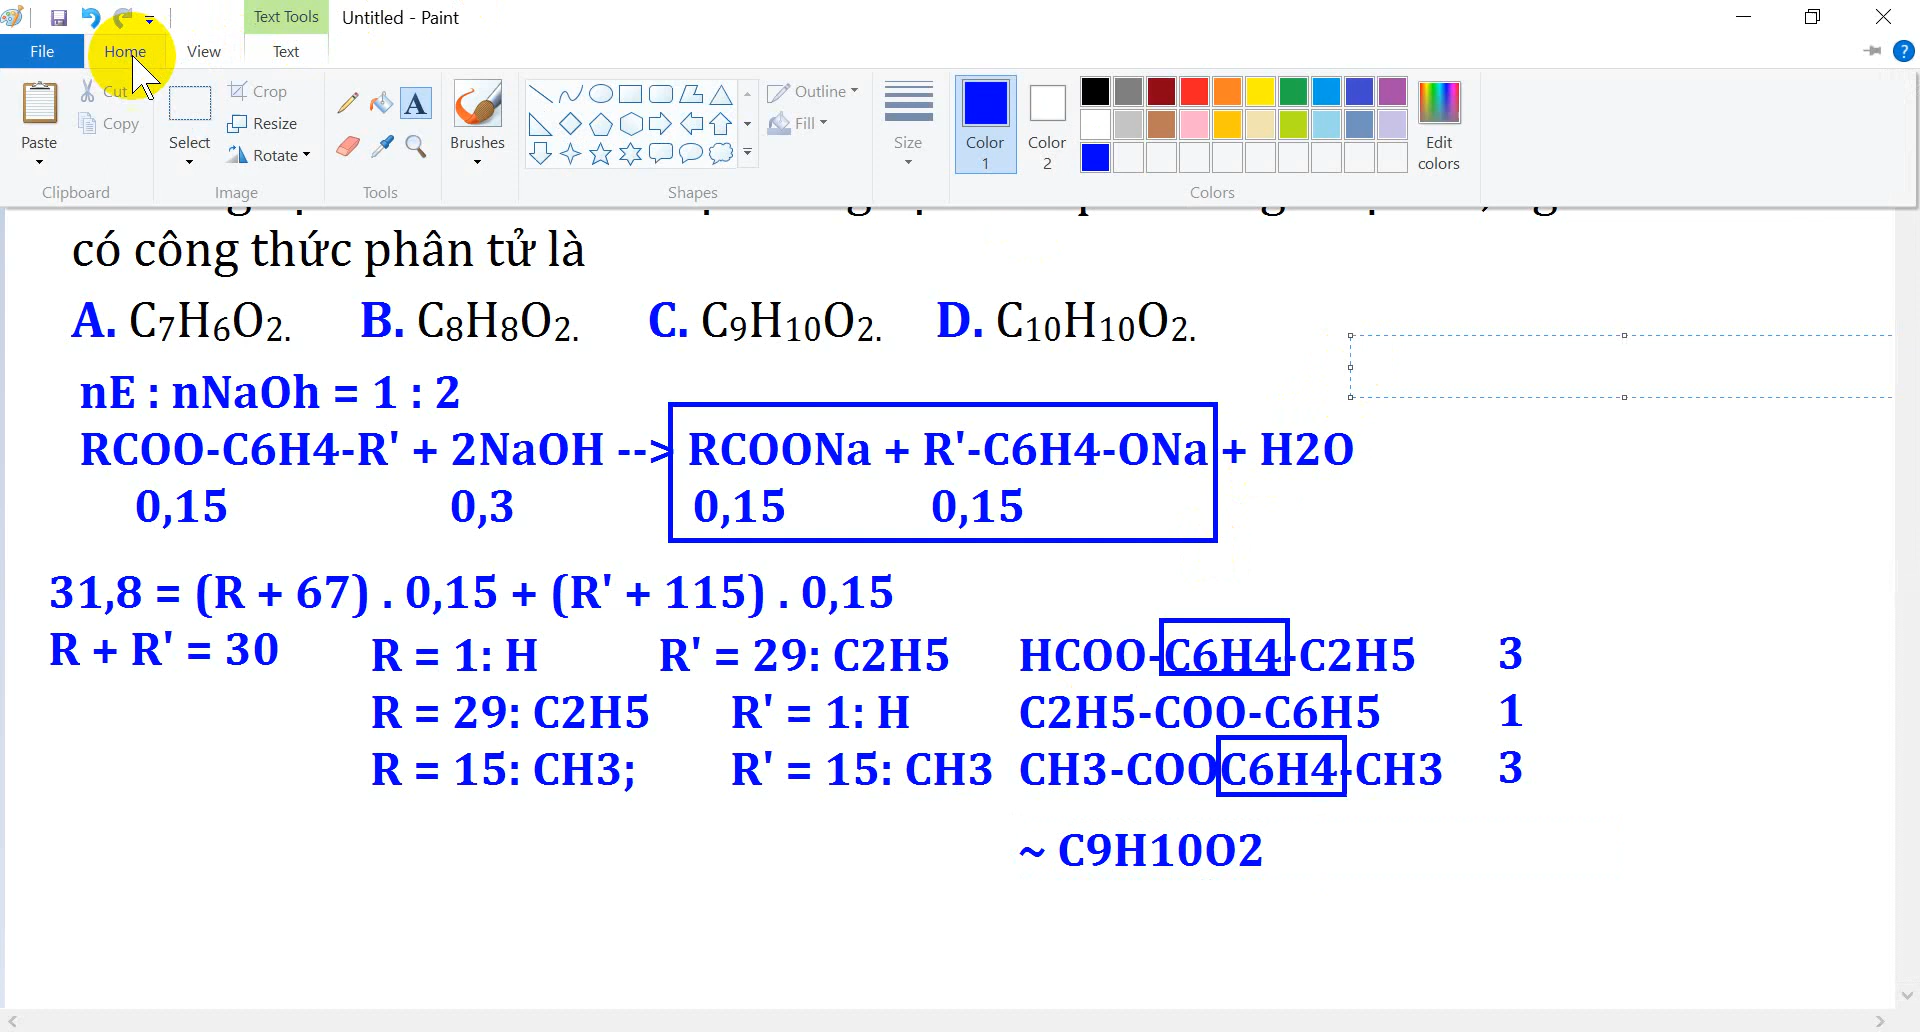 Text Tools
Untitled - Paint
File
Home
View
Text
?
Paste
Cut
Copy
Clipboard
Select
Crop
Resize
Rotate
Image
A
Tools
Brushes
Shapes
Outline
Fill
Size
Color 1
Color 2
Edit colors
Colors
có công thức phân tử là
A. C7H6O2. B. C8H8O2. C. C9H10O2. D. C10H10O2.
nE : nNaOh = 1 : 2
RCOO-C6H4-R' + 2NaOH --> RCOONa + R'-C6H4-ONa + H2O
0,15 0,3 0,15 0,15
31,8 = (R + 67) . 0,15 + (R' + 115) . 0,15
R + R' = 30 R = 1: H R' = 29: C2H5 HCOO-C6H4-C2H5 3
R = 29: C2H5 R' = 1: H C2H5-COO-C6H5 1
R = 15: CH3; R' = 15: CH3 CH3-COOC6H4-CH3 3
~ C9H10O2